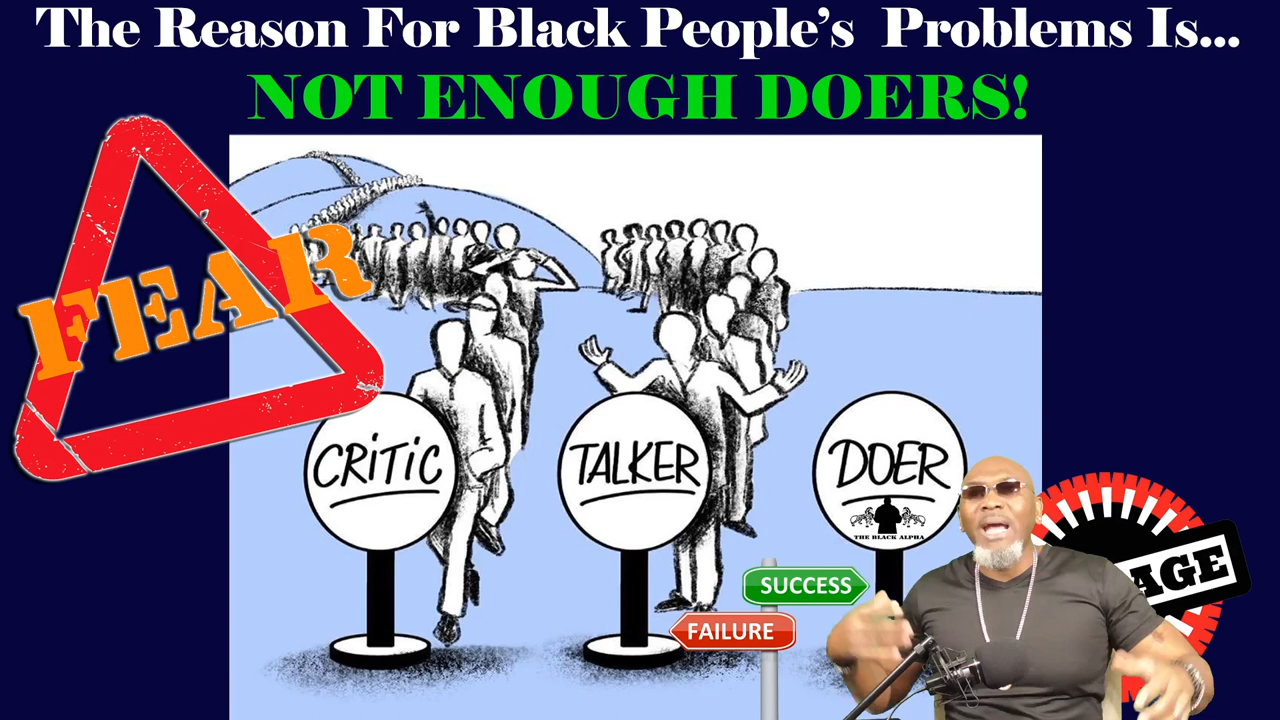 The Reason For Black People's Problems Is...
NOT ENOUGH DOERS!
FEAR
CRITIC
TALKER
DOER
THE BLACK ALPHA
SUCCESS
FAILURE